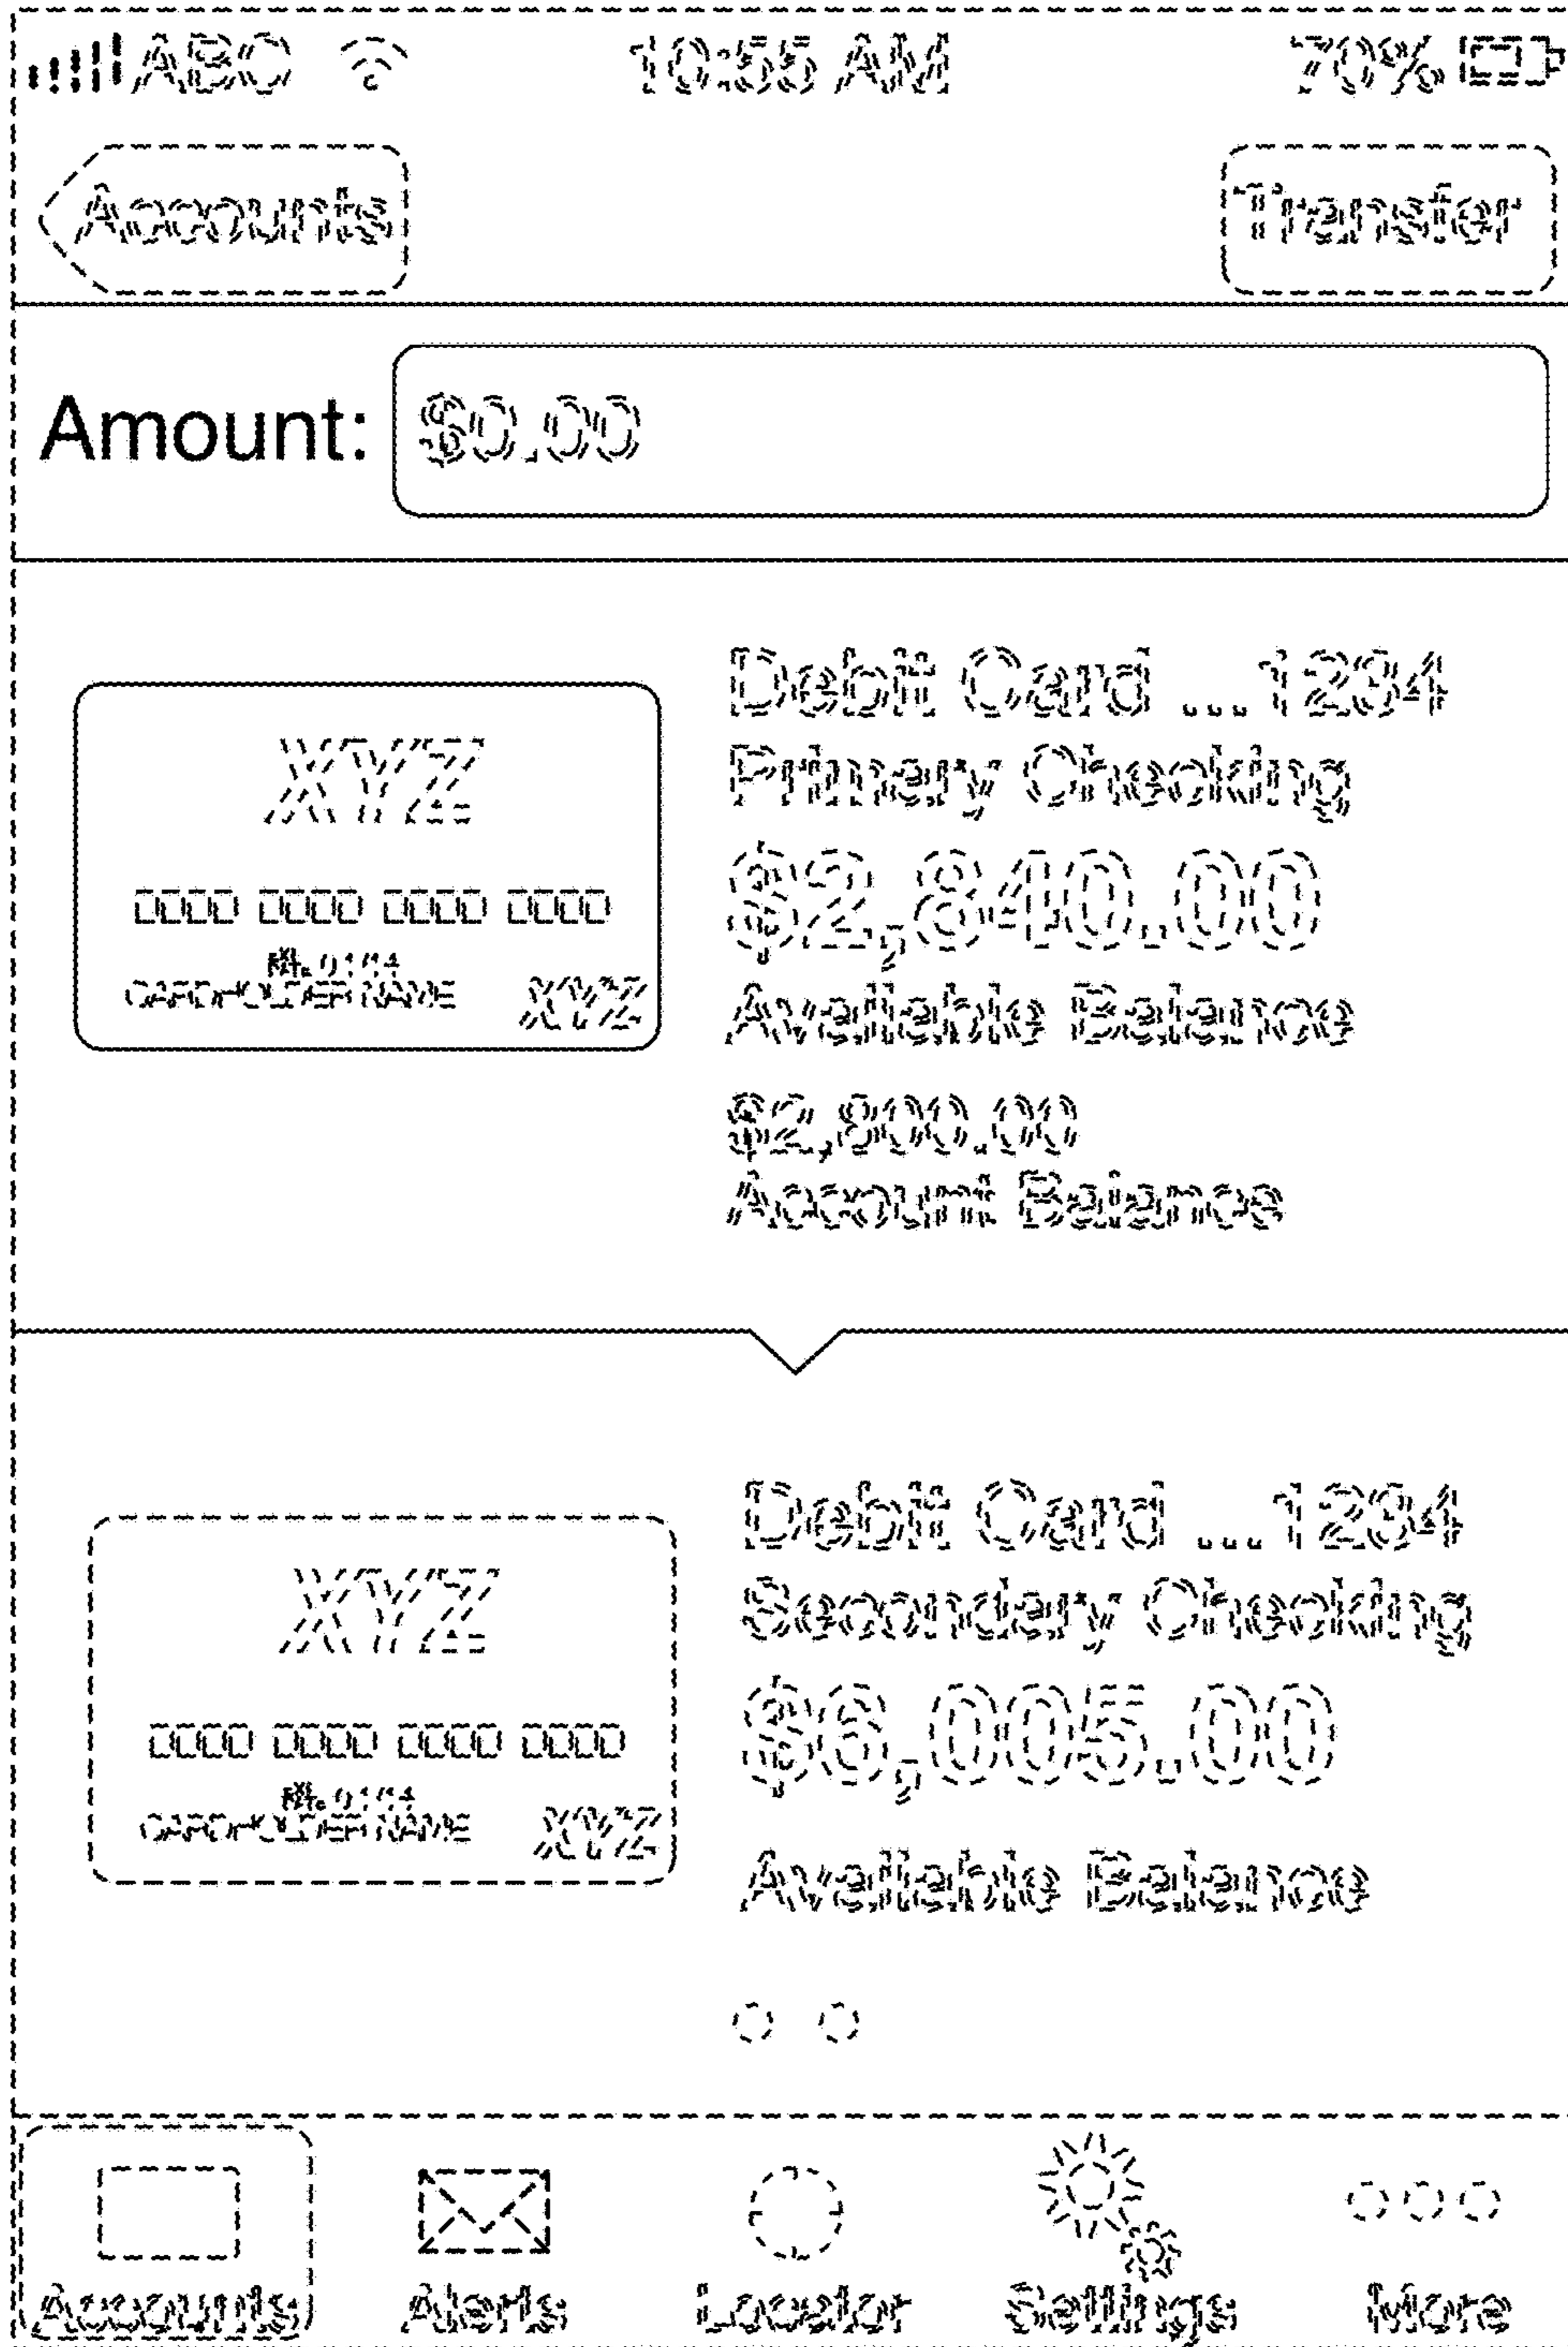 ABC 10:55 AM 70%
Accounts Transfer
Amount: $0.00
Debit Card ...1234
Primary Checking
XYZ
$2,840.00
Available Balance
CARDHOLDER NAME XYZ
$2,800.00
Account Balance
Debit Card ...1234
Secondary Checking
XYZ
$6,005.00
CARDHOLDER NAME XYZ
Available Balance
Accounts Alerts Locator Settings More